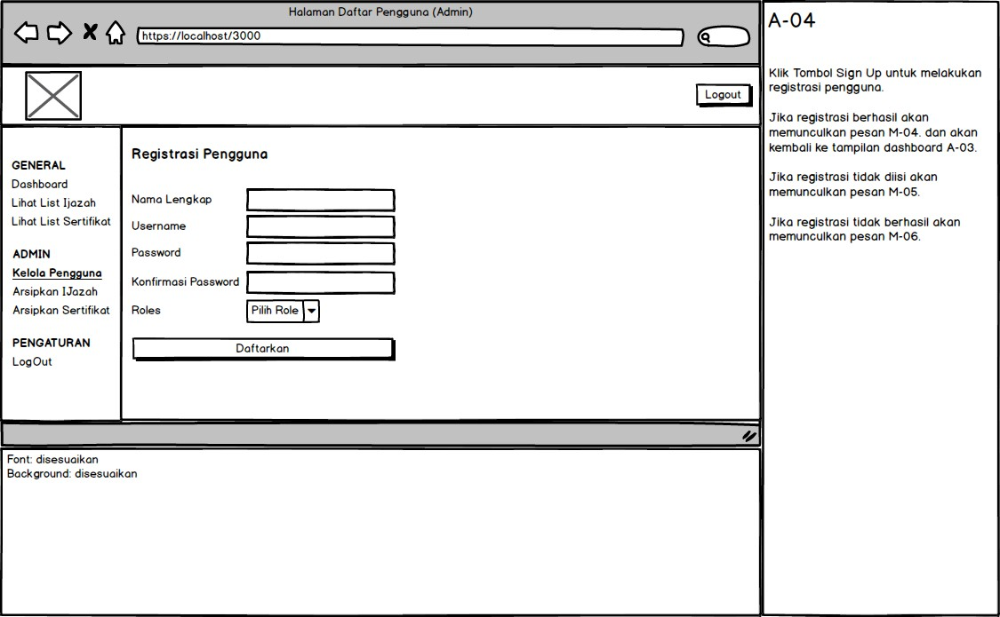 Halaman Daftar Pengguna (Admin)
https://localhost/3000
Logout
GENERAL
Dashboard
Lihat List Ijazah
Lihat List Sertifikat
ADMIN
Kelola Pengguna
Arsipkan IJazah
Arsipkan Sertifikat
PENGATURAN
LogOut
Registrasi Pengguna
Nama Lengkap
Username
Password
Konfirmasi Password
Roles
Pilih Role
Daftarkan
Font: disesuaikan
Background: disesuaikan
A-04
Klik Tombol Sign Up untuk melakukan
registrasi pengguna.
Jika registrasi berhasil akan
memunculkan pesan M-04. dan akan
kembali ke tampilan dashboard A-03.
Jika registrasi tidak diisi akan
memunculkan pesan M-05.
Jika registrasi tidak berhasil akan
memunculkan pesan M-06.